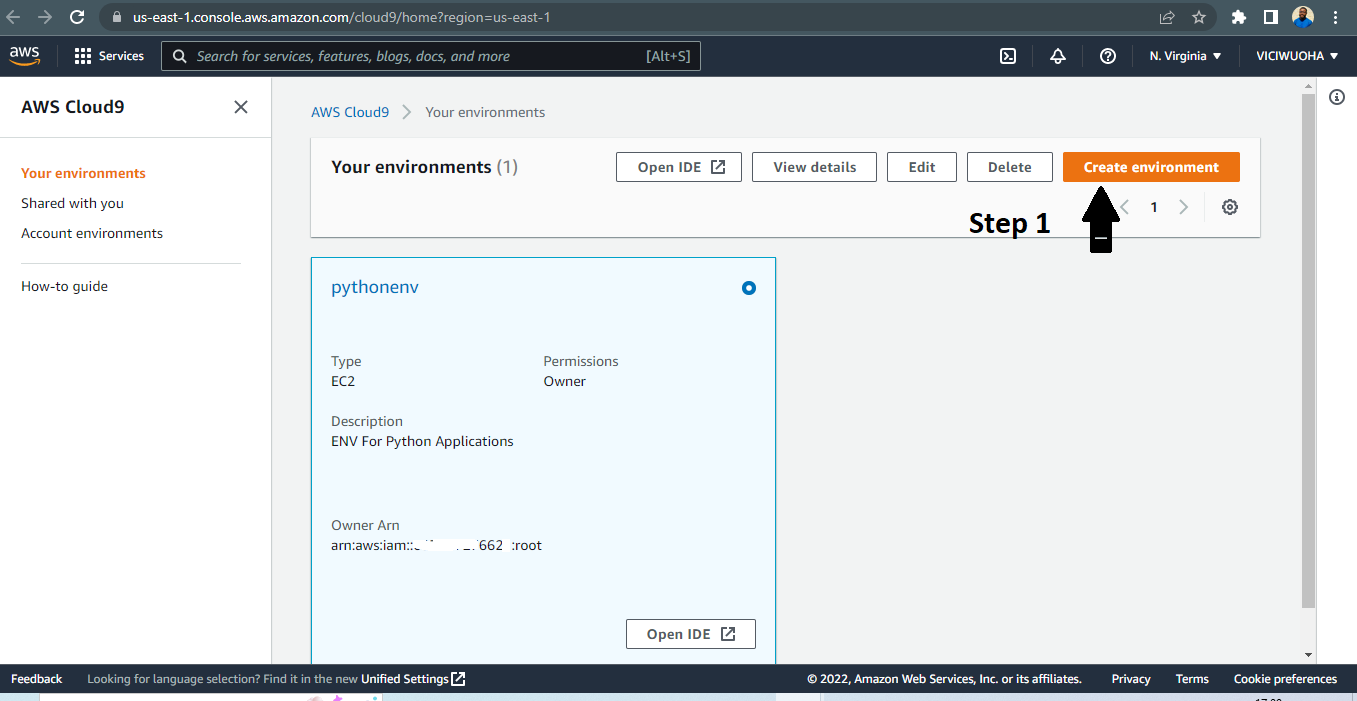 us-east-1.console.aws.amazon.com/cloud9/home?region=us-east-1
aws
Services
Search for services, features, blogs, docs, and more
[Alt+S]
N. Virginia
VICIWUOHA
AWS Cloud9
Your environments
Shared with you
Account environments
How-to guide
AWS Cloud9
Your environments
Your environments (1)
Open IDE
View details
Edit
Delete
Create environment
1
Step 1
pythonenv
Type
EC2
Permissions
Owner
Description
ENV For Python Applications
Owner Arn
arn:aws:iam:: 662 :root
Open IDE
Feedback
Looking for language selection? Find it in the new Unified Settings
© 2022, Amazon Web Services, Inc. or its affiliates.
Privacy
Terms
Cookie preferences